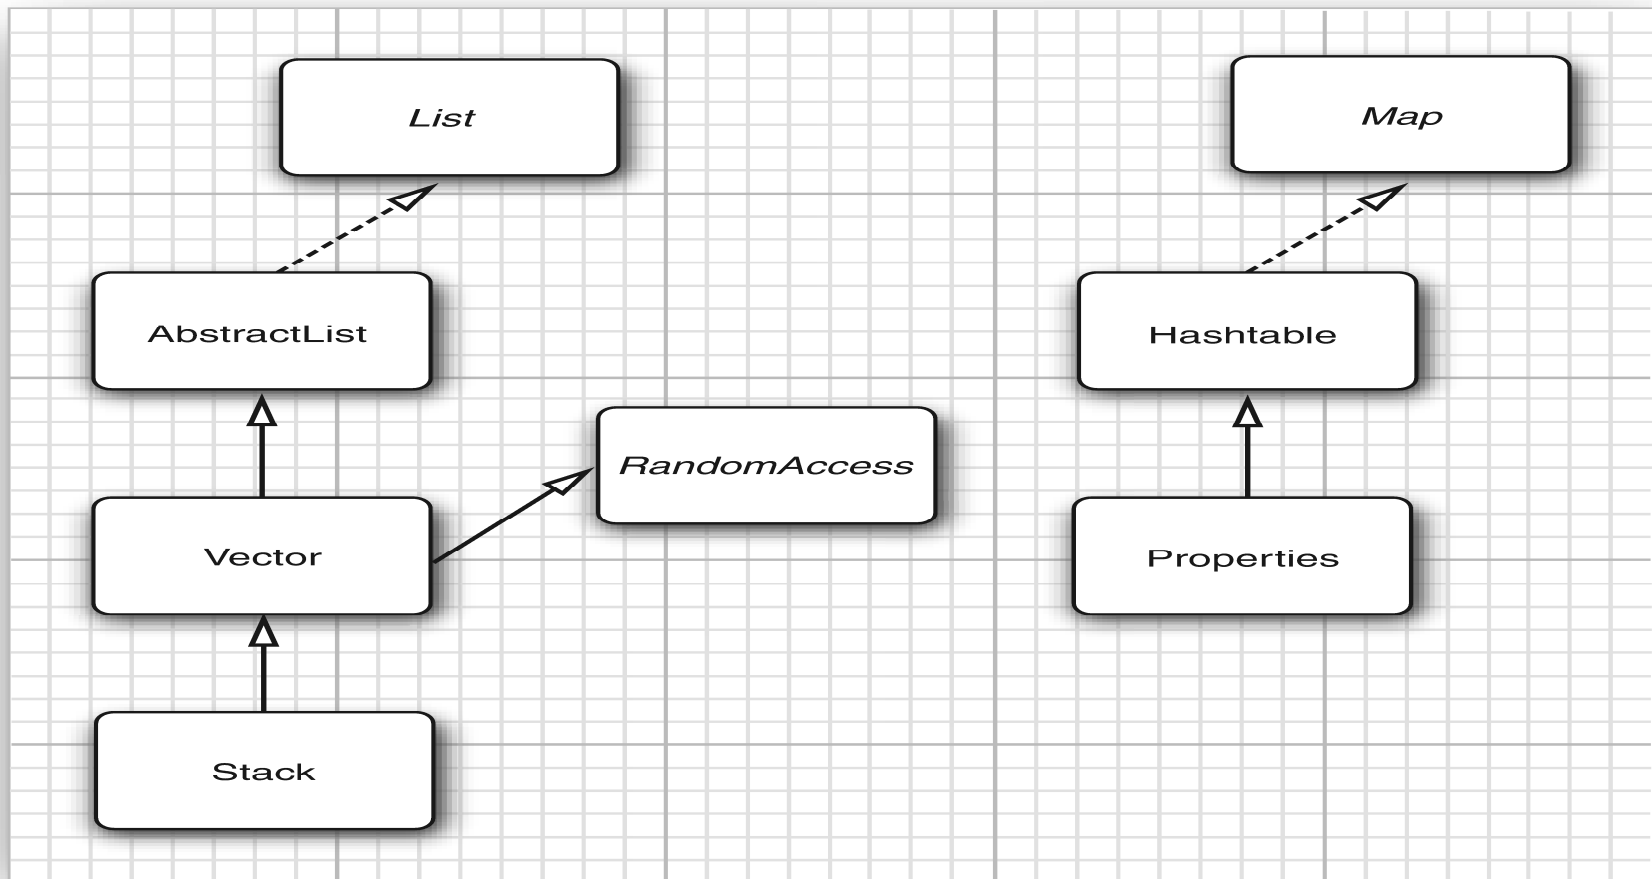 List
Map
AbstractList
Hashtable
RandomAccess
Vector
Properties
Stack